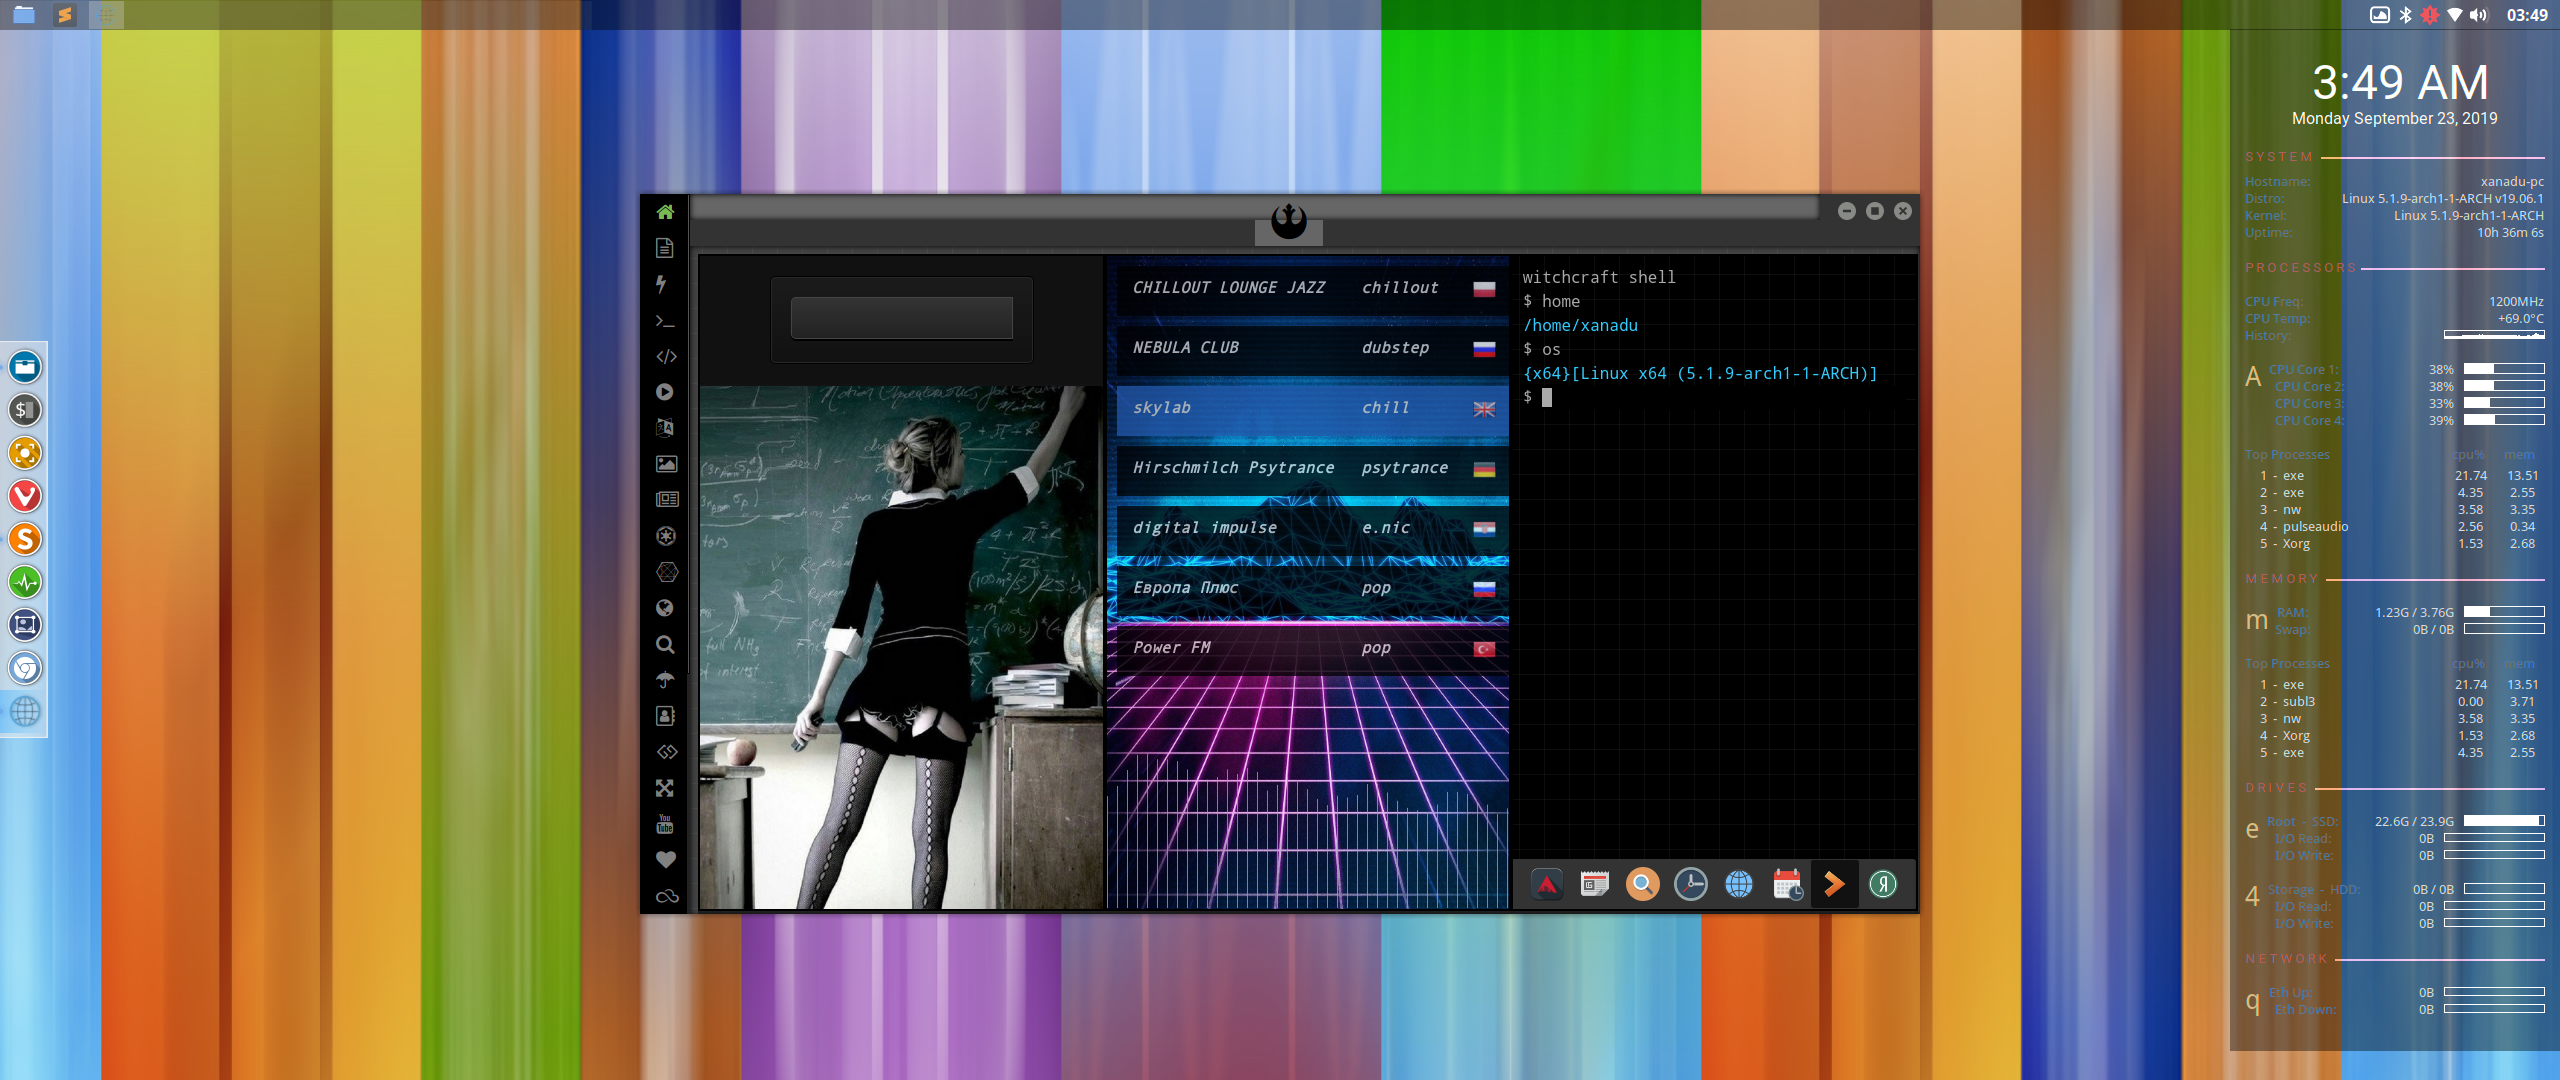 03:49
3:49 AM
Monday September 23, 2019
SYSTEM
Hostname: xanadu-pc
Distro: Linux 5.1.9-arch1-1-ARCH v19.06.1
Kernel: Linux 5.1.9-arch1-1-ARCH
Uptime: 10h 36m 6s
PROCESSORS
CPU Freq: 1200MHz
CPU Temp: +69.0°C
History:
A CPU Core 1: 38%
CPU Core 2: 38%
CPU Core 3: 33%
CPU Core 4: 39%
Top Processes cpu% mem
1 - exe 21.74 13.51
2 - exe 4.35 2.55
3 - nw 3.58 3.35
4 - pulseaudio 2.56 0.34
5 - Xorg 1.53 2.68
MEMORY
m RAM: 1.23G / 3.76G
Swap: 0B / 0B
Top Processes cpu% mem
1 - exe 21.74 13.51
2 - subl3 0.00 3.71
3 - nw 3.58 3.35
4 - Xorg 1.53 2.68
5 - exe 4.35 2.55
DRIVES
e Root - SSD: 22.6G / 23.9G
I/O Read: 0B
I/O Write: 0B
4 Storage - HDD: 0B / 0B
I/O Read: 0B
I/O Write: 0B
NETWORK
q Eth Up: 0B
Eth Down: 0B
CHILLOUT LOUNGE JAZZ chillout
NEBULA CLUB dubstep
skylab chill
Hirschmilch Psytrance psytrance
digital impulse e.nic
Европа Плюс pop
Power FM pop
witchcraft shell
$ home
/home/xanadu
$ os
{x64}[Linux x64 (5.1.9-arch1-1-ARCH)]
$
You
Tube
Я